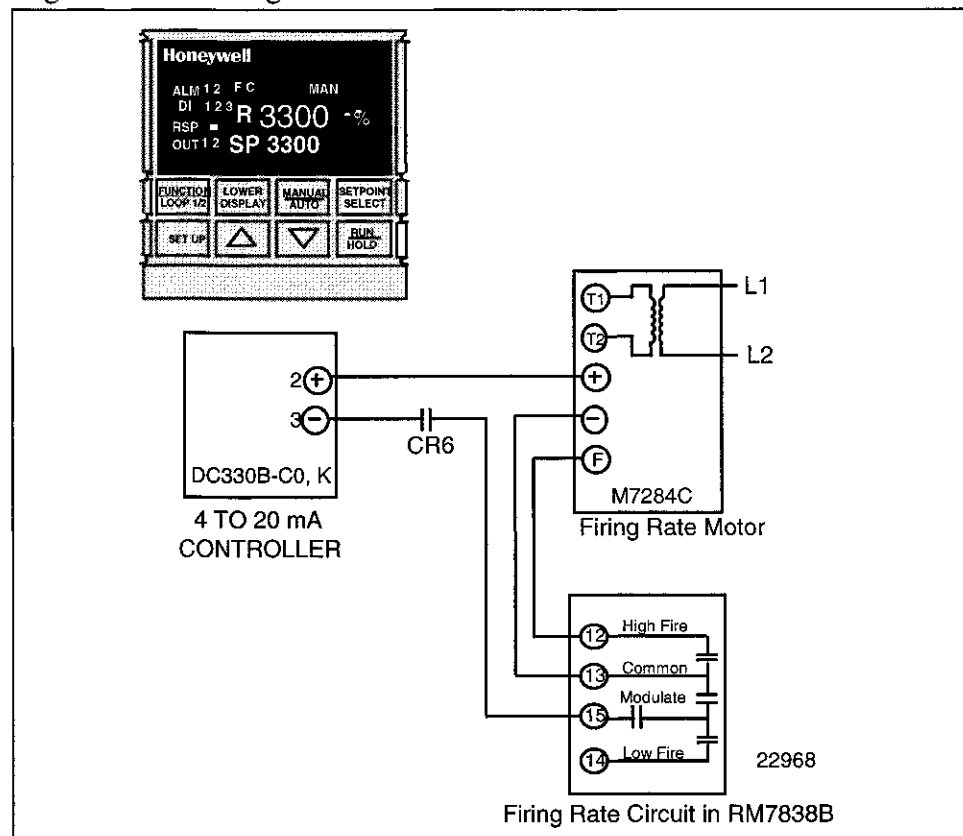 Honeywell
ALM 1 2 F C MAN
DI 1 2 3 R 3300 -%
RSP
OUT 1 2 SP 3300
FUNCTION LOOP 1/2
LOWER DISPLAY
MANUAL AUTO
SETPOINT SELECT
SET UP
RUN HOLD
T1
L1
T2
L2
2 +
+
3 -
-
CR6
F
DC330B-C0, K
M7284C
4 TO 20 mA
CONTROLLER
Firing Rate Motor
12 High Fire
13 Common
Modulate
15
14 Low Fire
22968
Firing Rate Circuit in RM7838B